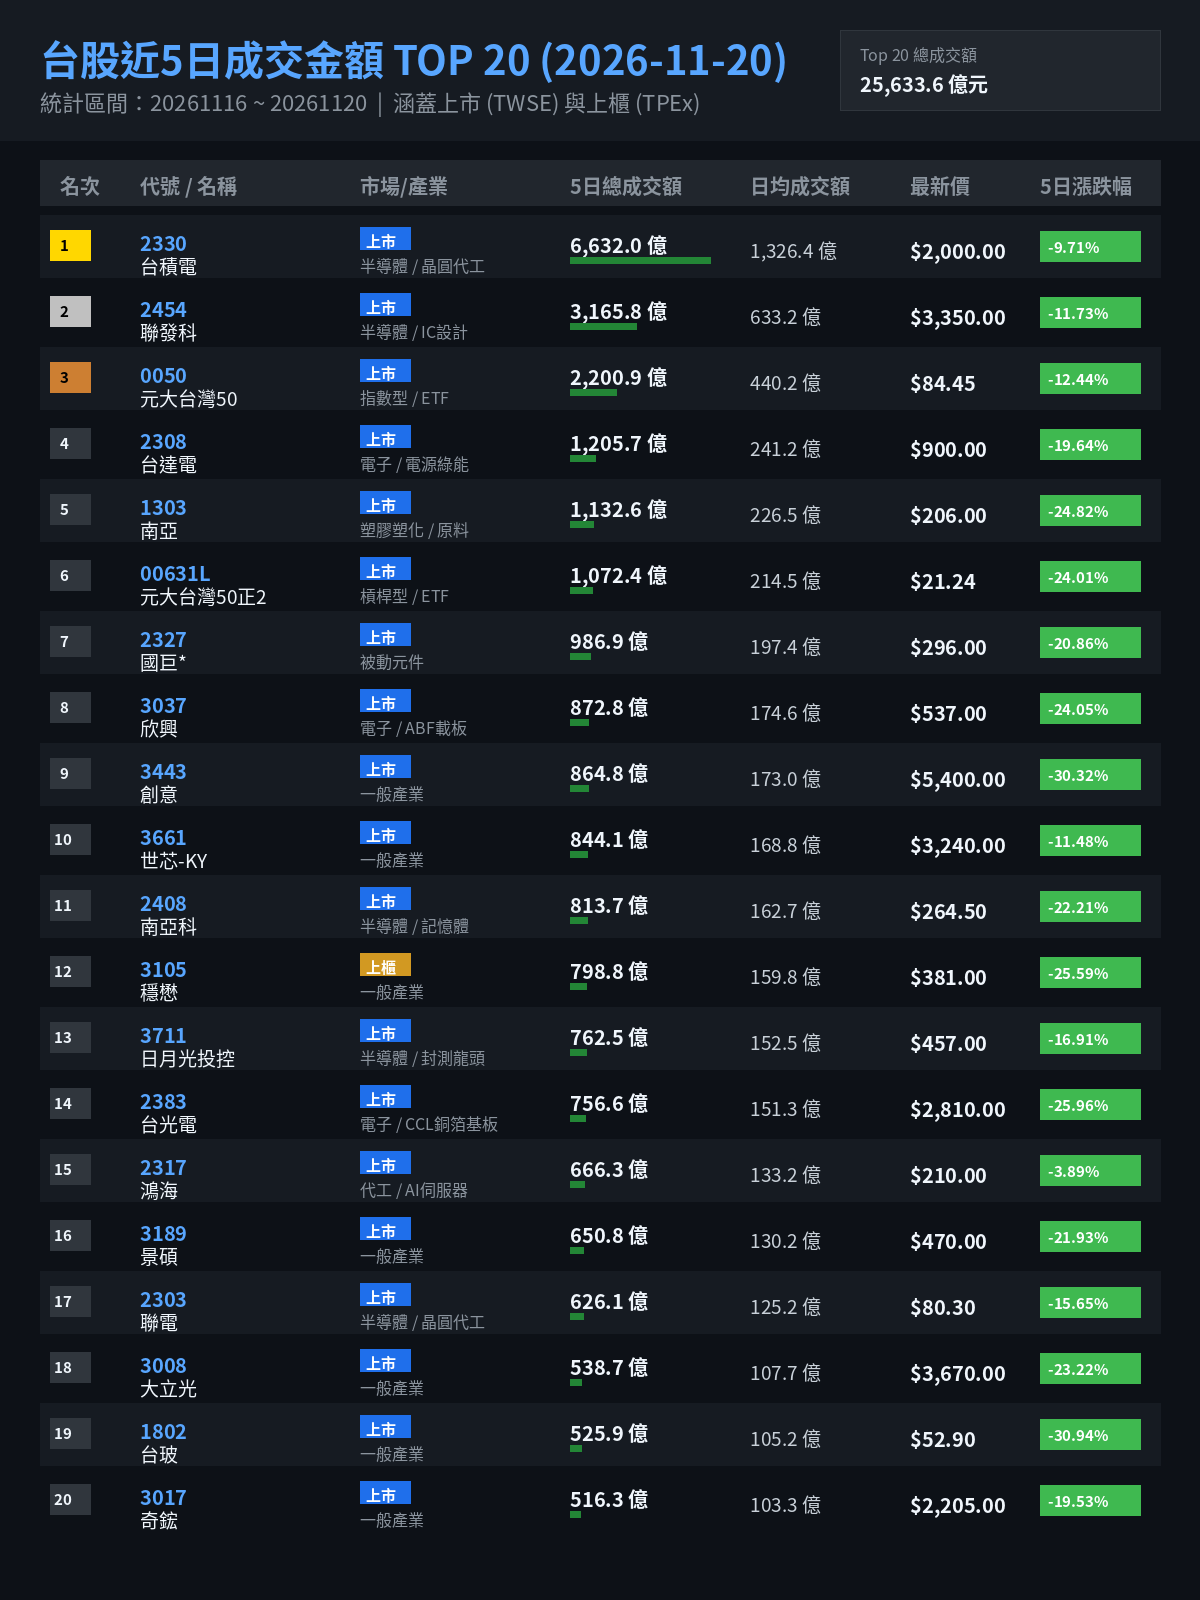 台股近5日成交金額 TOP 20 (2026-11-20)
統計區間：20261116 ~ 20261120 | 涵蓋上市 (TWSE) 與上櫃 (TPEx)
Top 20 總成交額
25,633.6 億元
名次 代號 / 名稱 市場/產業 5日總成交額 日均成交額 最新價 5日漲跌幅
1 2330 台積電 上市 半導體 / 晶圓代工 6,632.0 億 1,326.4 億 $2,000.00 -9.71%
2 2454 聯發科 上市 半導體 / IC設計 3,165.8 億 633.2 億 $3,350.00 -11.73%
3 0050 元大台灣50 上市 指數型 / ETF 2,200.9 億 440.2 億 $84.45 -12.44%
4 2308 台達電 上市 電子 / 電源綠能 1,205.7 億 241.2 億 $900.00 -19.64%
5 1303 南亞 上市 塑膠塑化 / 原料 1,132.6 億 226.5 億 $206.00 -24.82%
6 00631L 元大台灣50正2 上市 槓桿型 / ETF 1,072.4 億 214.5 億 $21.24 -24.01%
7 2327 國巨* 上市 被動元件 986.9 億 197.4 億 $296.00 -20.86%
8 3037 欣興 上市 電子 / ABF載板 872.8 億 174.6 億 $537.00 -24.05%
9 3443 創意 上市 一般產業 864.8 億 173.0 億 $5,400.00 -30.32%
10 3661 世芯-KY 上市 一般產業 844.1 億 168.8 億 $3,240.00 -11.48%
11 2408 南亞科 上市 半導體 / 記憶體 813.7 億 162.7 億 $264.50 -22.21%
12 3105 穩懋 上櫃 一般產業 798.8 億 159.8 億 $381.00 -25.59%
13 3711 日月光投控 上市 半導體 / 封測龍頭 762.5 億 152.5 億 $457.00 -16.91%
14 2383 台光電 上市 電子 / CCL銅箔基板 756.6 億 151.3 億 $2,810.00 -25.96%
15 2317 鴻海 上市 代工 / AI伺服器 666.3 億 133.2 億 $210.00 -3.89%
16 3189 景碩 上市 一般產業 650.8 億 130.2 億 $470.00 -21.93%
17 2303 聯電 上市 半導體 / 晶圓代工 626.1 億 125.2 億 $80.30 -15.65%
18 3008 大立光 上市 一般產業 538.7 億 107.7 億 $3,670.00 -23.22%
19 1802 台玻 上市 一般產業 525.9 億 105.2 億 $52.90 -30.94%
20 3017 奇鋐 上市 一般產業 516.3 億 103.3 億 $2,205.00 -19.53%